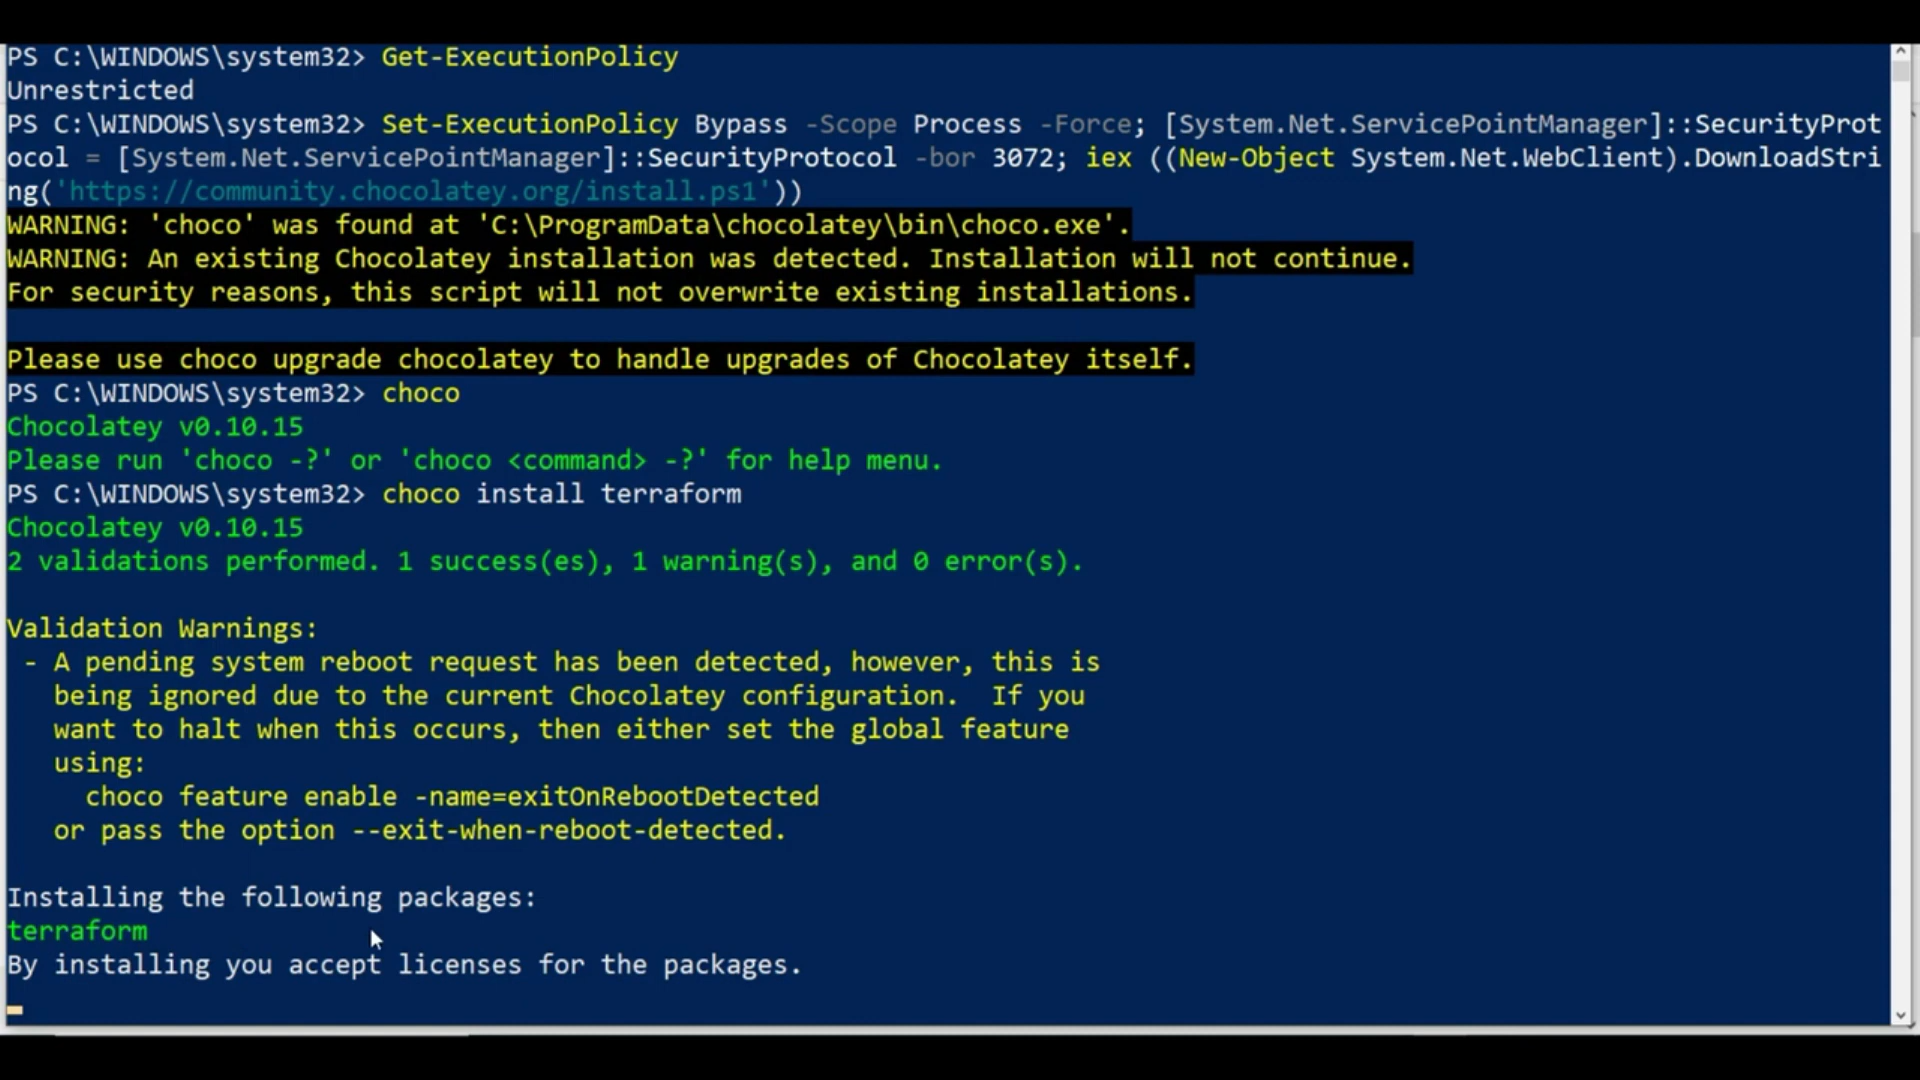 PS C:\WINDOWS\system32> Get-ExecutionPolicy
Unrestricted
PS C:\WINDOWS\system32> Set-ExecutionPolicy Bypass -Scope Process -Force; [System.Net.ServicePointManager]::SecurityProt
ocol = [System.Net.ServicePointManager]::SecurityProtocol -bor 3072; iex ((New-Object System.Net.WebClient).DownloadStri
ng('https://community.chocolatey.org/install.ps1'))
WARNING: 'choco' was found at 'C:\ProgramData\chocolatey\bin\choco.exe'.
WARNING: An existing Chocolatey installation was detected. Installation will not continue.
For security reasons, this script will not overwrite existing installations.
Please use choco upgrade chocolatey to handle upgrades of Chocolatey itself.
PS C:\WINDOWS\system32> choco
Chocolatey v0.10.15
Please run 'choco -?' or 'choco <command> -?' for help menu.
PS C:\WINDOWS\system32> choco install terraform
Chocolatey v0.10.15
2 validations performed. 1 success(es), 1 warning(s), and 0 error(s).
Validation Warnings:
- A pending system reboot request has been detected, however, this is
being ignored due to the current Chocolatey configuration.  If you
want to halt when this occurs, then either set the global feature
using:
choco feature enable -name=exitOnRebootDetected
or pass the option --exit-when-reboot-detected.
Installing the following packages:
terraform
By installing you accept licenses for the packages.